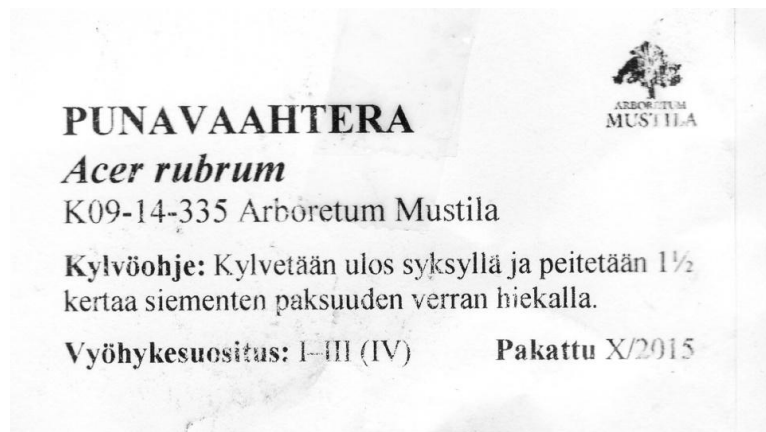 ARBORETUM
MUSTILA
PUNAVAAHTERA
Acer rubrum
K09-14-335 Arboretum Mustila
Kylvöohje: Kylvetään ulos syksyllä ja peitetään 1½
kertaa siementen paksuuden verran hiekalla.
Vyöhykesuositus: I–III (IV) Pakattu X/2015